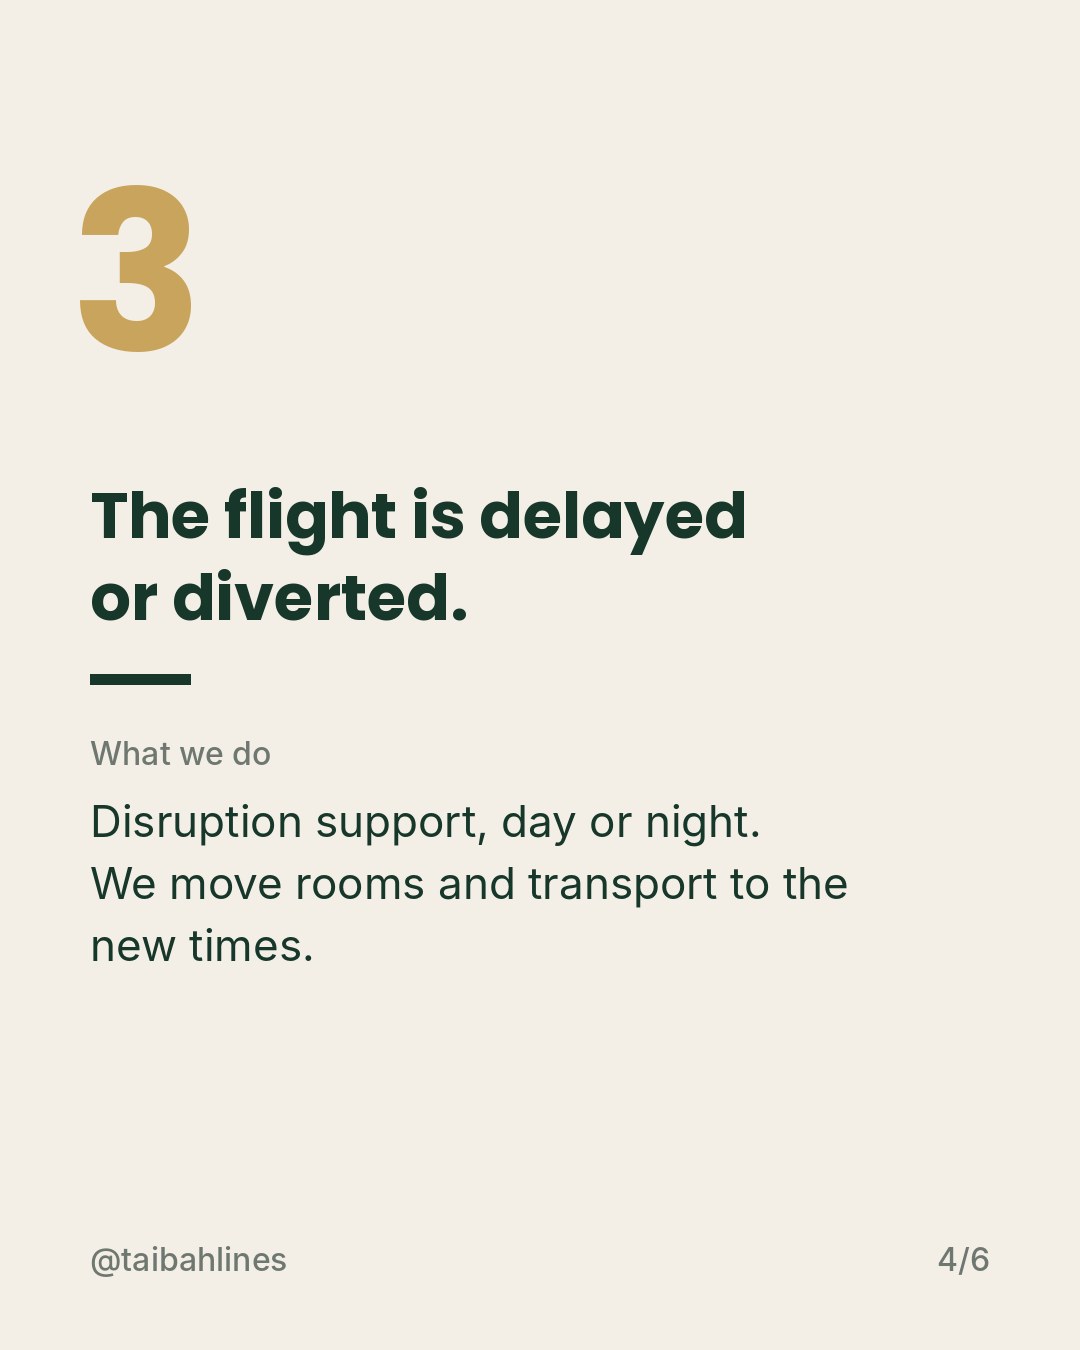 3
The flight is delayed
or diverted.
What we do
Disruption support, day or night.
We move rooms and transport to the
new times.
@taibahlines
4/6